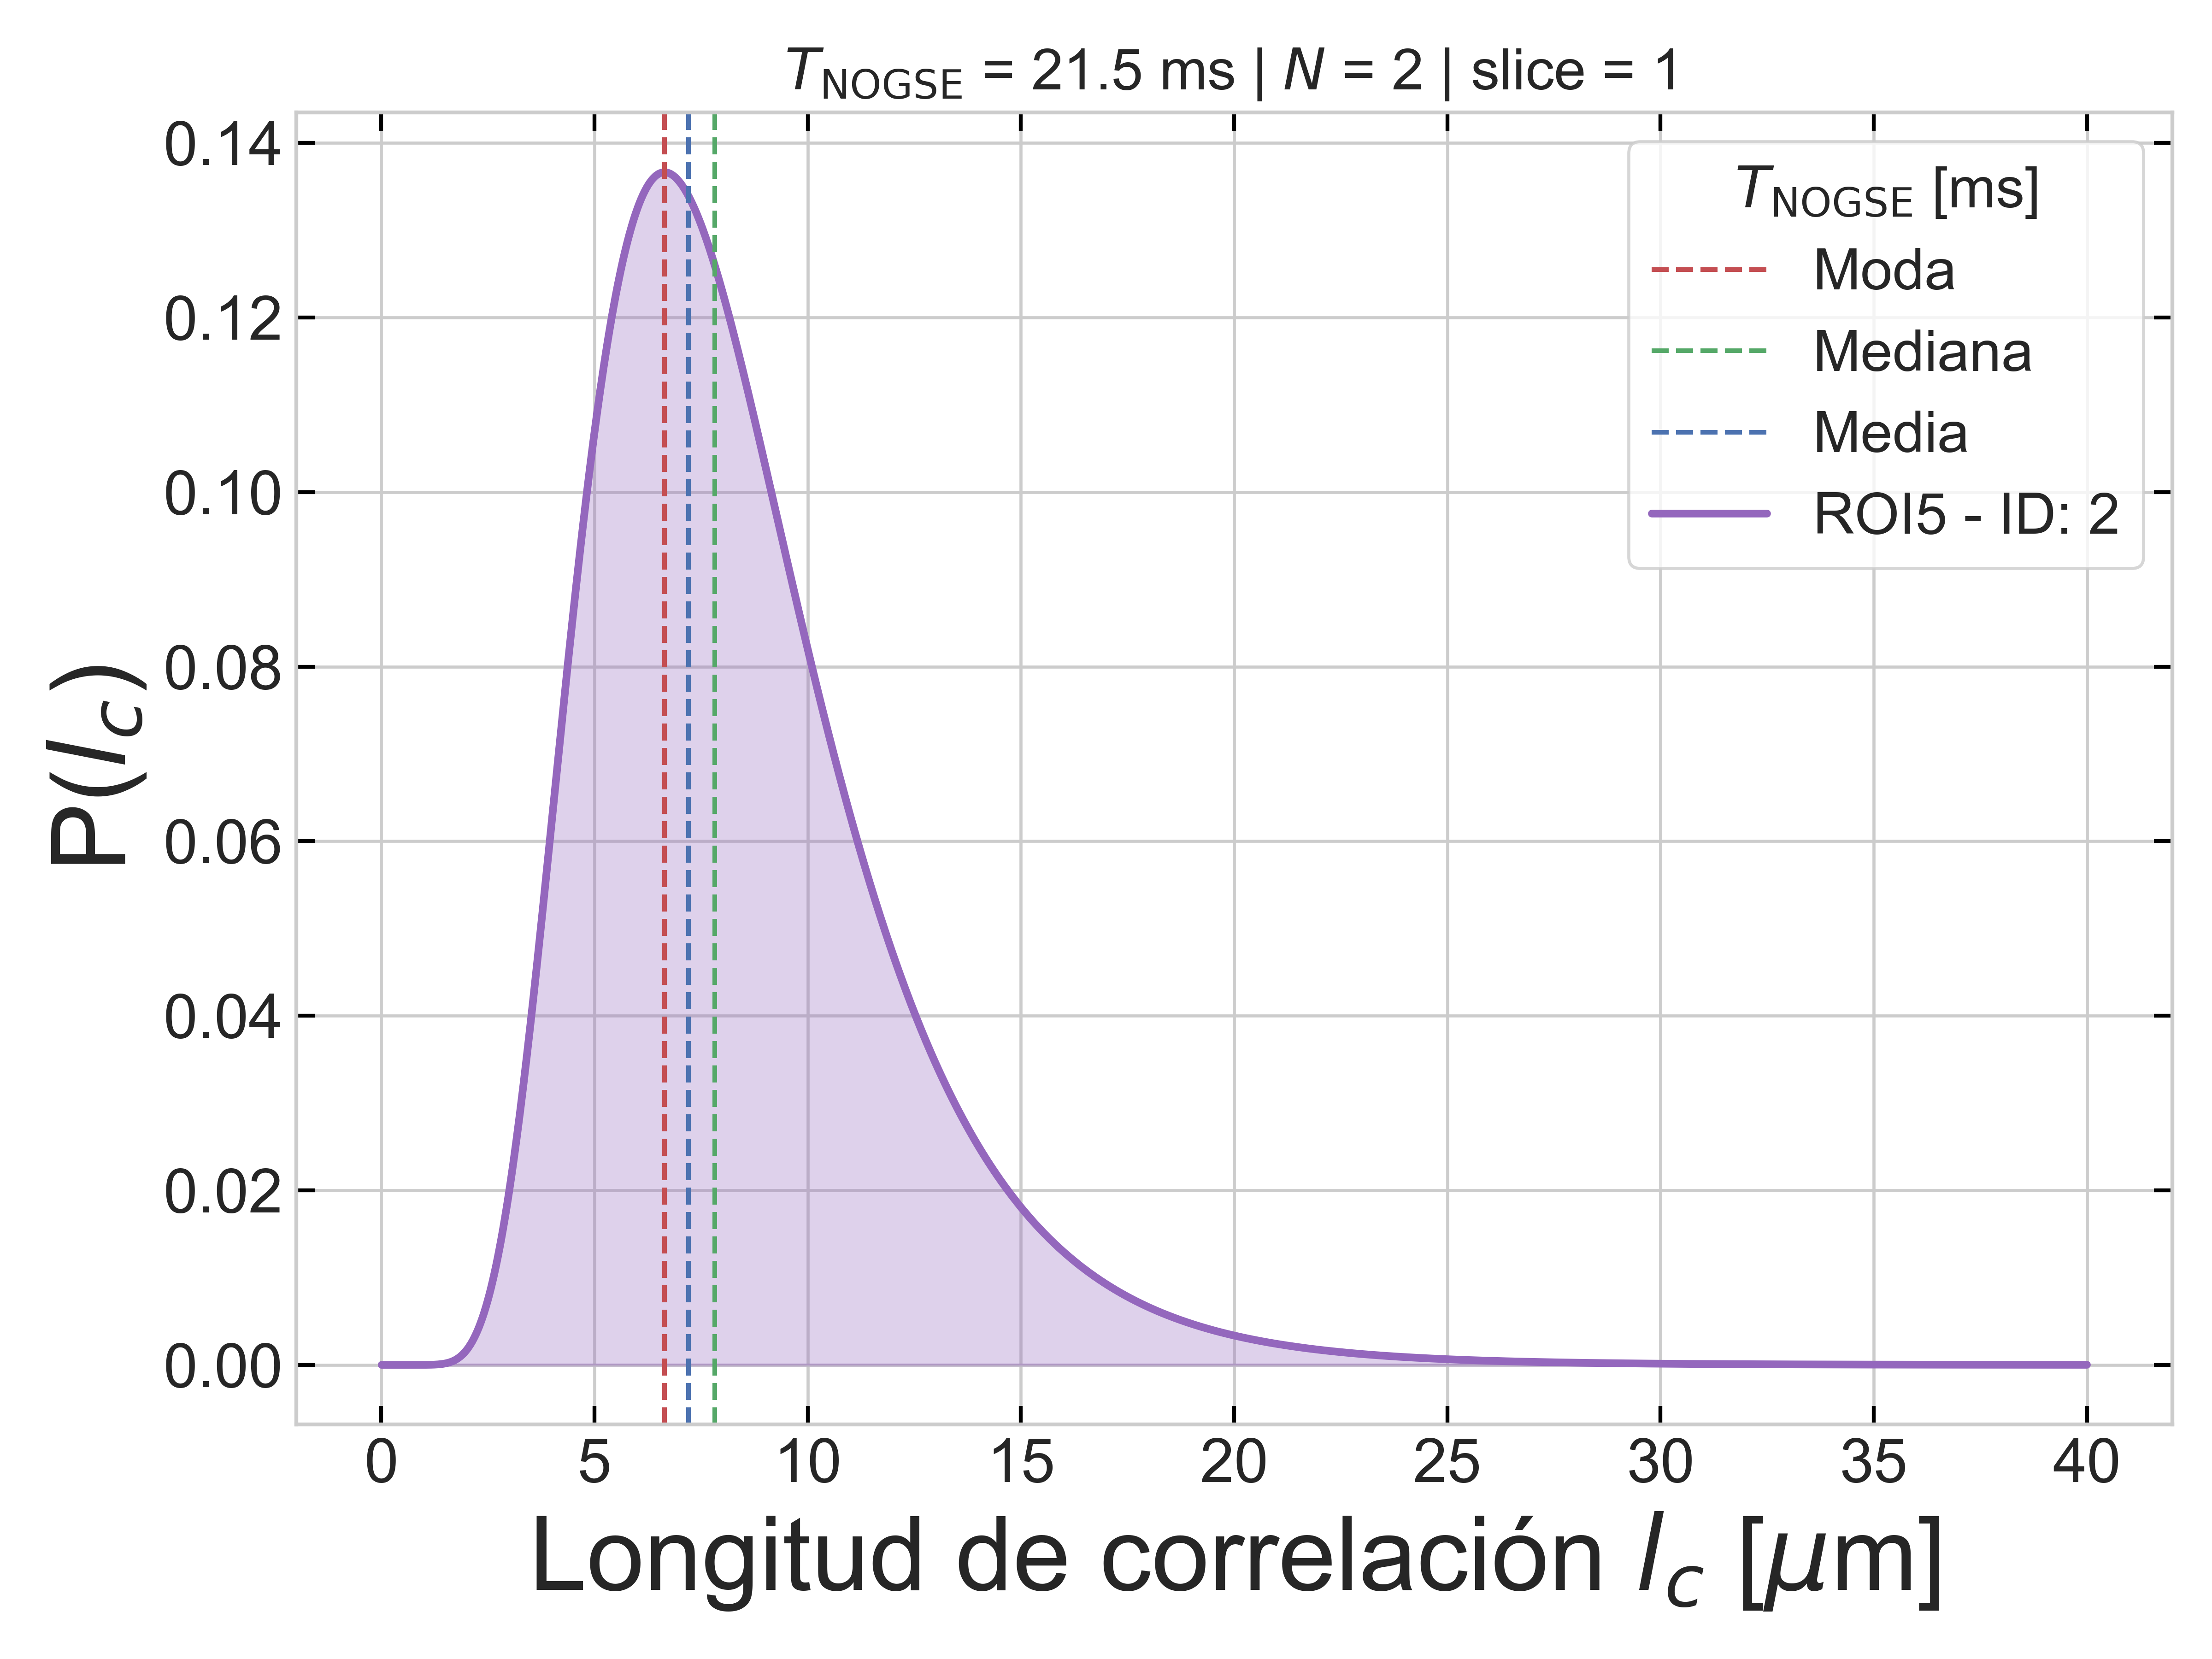 T_NOGSE = 21.5 ms | N = 2 | slice = 1
T_NOGSE [ms]
Moda
Mediana
Media
ROI5 - ID: 2
P(l_c)
0.14
0.12
0.10
0.08
0.06
0.04
0.02
0.00
0 5 10 15 20 25 30 35 40
Longitud de correlación l_c [μm]